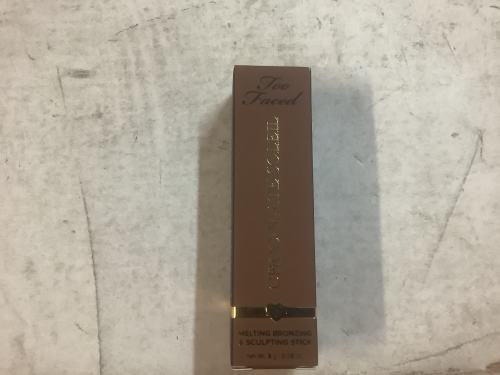 Too
Faced
CHOCOLATE SOLEIL
MELTING BRONZING
& SCULPTING STICK